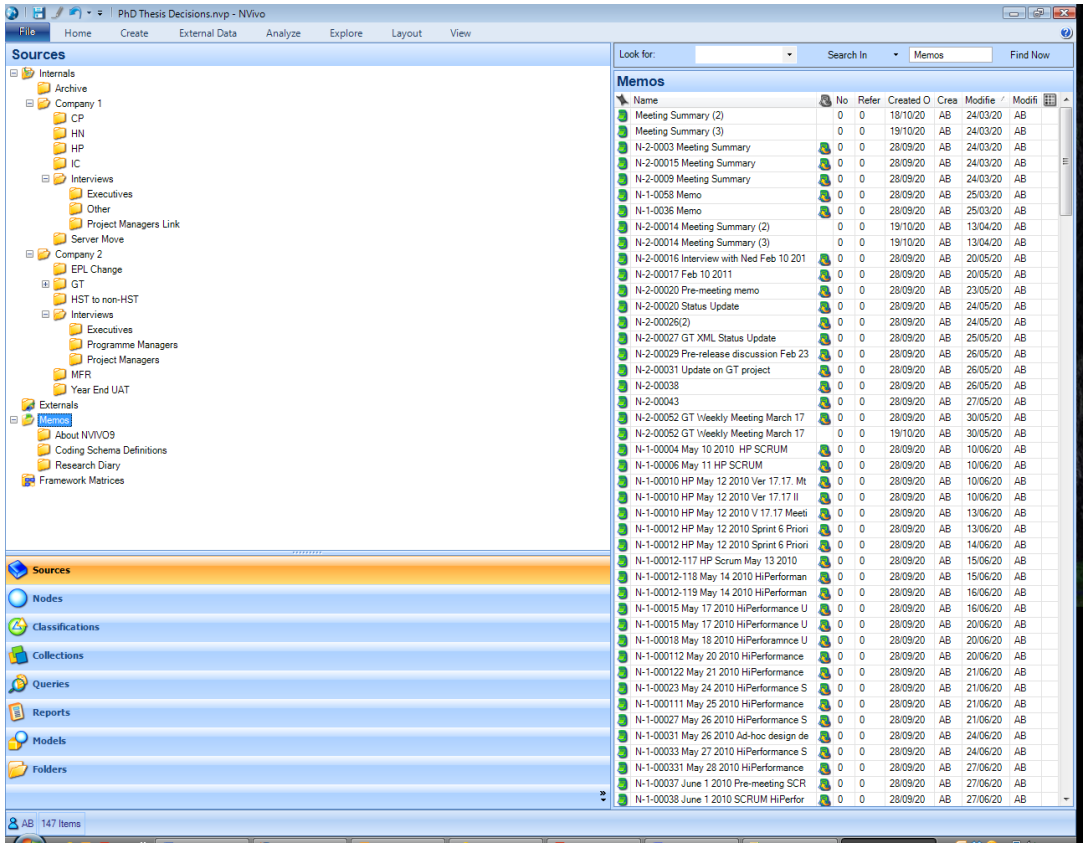 PhD Thesis Decisions.nvp - NVivo
File Home Create External Data Analyze Explore Layout View
Sources
Look for: Search In Memos Find Now
Internals
Archive
Company 1
CP
HN
HP
IC
Interviews
Executives
Other
Project Managers Link
Server Move
Company 2
EPL Change
GT
HST to non-HST
Interviews
Executives
Programme Managers
Project Managers
MFR
Year End UAT
Externals
Memos
About NVIVO9
Coding Schema Definitions
Research Diary
Framework Matrices
Sources
Nodes
Classifications
Collections
Queries
Reports
Models
Folders
Memos
Name No Refer Created O Crea Modifie Modifi
Meeting Summary (2) 0 0 18/10/20 AB 24/03/20 AB
Meeting Summary (3) 0 0 19/10/20 AB 24/03/20 AB
N-2-0003 Meeting Summary 0 0 28/09/20 AB 24/03/20 AB
N-2-00015 Meeting Summary 0 0 28/09/20 AB 24/03/20 AB
N-2-0009 Meeting Summary 0 0 28/09/20 AB 24/03/20 AB
N-1-0058 Memo 0 0 28/09/20 AB 25/03/20 AB
N-1-0036 Memo 0 0 28/09/20 AB 25/03/20 AB
N-2-00014 Meeting Summary (2) 0 0 19/10/20 AB 13/04/20 AB
N-2-00014 Meeting Summary (3) 0 0 19/10/20 AB 13/04/20 AB
N-2-00016 Interview with Ned Feb 10 201 0 0 28/09/20 AB 20/05/20 AB
N-2-00017 Feb 10 2011 0 0 28/09/20 AB 20/05/20 AB
N-2-00020 Pre-meeting memo 0 0 28/09/20 AB 23/05/20 AB
N-2-00020 Status Update 0 0 28/09/20 AB 24/05/20 AB
N-2-00026(2) 0 0 28/09/20 AB 24/05/20 AB
N-2-00027 GT XML Status Update 0 0 28/09/20 AB 25/05/20 AB
N-2-00029 Pre-release discussion Feb 23 0 0 28/09/20 AB 26/05/20 AB
N-2-00031 Update on GT project 0 0 28/09/20 AB 26/05/20 AB
N-2-00038 0 0 28/09/20 AB 26/05/20 AB
N-2-00043 0 0 28/09/20 AB 27/05/20 AB
N-2-00052 GT Weekly Meeting March 17 0 0 28/09/20 AB 30/05/20 AB
N-2-00052 GT Weekly Meeting March 17 0 0 19/10/20 AB 30/05/20 AB
N-1-00004 May 10 2010 HP SCRUM 0 0 28/09/20 AB 10/06/20 AB
N-1-00006 May 11 HP SCRUM 0 0 28/09/20 AB 10/06/20 AB
N-1-00010 HP May 12 2010 Ver 17.17. Mt 0 0 28/09/20 AB 10/06/20 AB
N-1-00010 HP May 12 2010 Ver 17.17 II 0 0 28/09/20 AB 10/06/20 AB
N-1-00010 HP May 12 2010 V 17.17 Meeti 0 0 28/09/20 AB 13/06/20 AB
N-1-00012 HP May 12 2010 Sprint 6 Priori 0 0 28/09/20 AB 13/06/20 AB
N-1-00012 HP May 12 2010 Sprint 6 Priori 0 0 28/09/20 AB 14/06/20 AB
N-1-00012-117 HP Scrum May 13 2010 0 0 28/09/20 AB 15/06/20 AB
N-1-00012-118 May 14 2010 HiPerforman 0 0 28/09/20 AB 15/06/20 AB
N-1-00012-119 May 14 2010 HiPerforman 0 0 28/09/20 AB 16/06/20 AB
N-1-00015 May 17 2010 HiPerformance U 0 0 28/09/20 AB 16/06/20 AB
N-1-00015 May 17 2010 HiPerformance U 0 0 28/09/20 AB 20/06/20 AB
N-1-00018 May 18 2010 HiPerforamnce U 0 0 28/09/20 AB 20/06/20 AB
N-1-000112 May 20 2010 HiPerformance 0 0 28/09/20 AB 20/06/20 AB
N-1-000122 May 21 2010 HiPerformance 0 0 28/09/20 AB 21/06/20 AB
N-1-00023 May 24 2010 HiPerformance S 0 0 28/09/20 AB 21/06/20 AB
N-1-000111 May 25 2010 HiPerformance 0 0 28/09/20 AB 21/06/20 AB
N-1-00027 May 26 2010 HiPerformance S 0 0 28/09/20 AB 21/06/20 AB
N-1-00031 May 26 2010 Ad-hoc design de 0 0 28/09/20 AB 24/06/20 AB
N-1-00033 May 27 2010 HiPerformance S 0 0 28/09/20 AB 24/06/20 AB
N-1-000331 May 28 2010 HiPerformance 0 0 28/09/20 AB 27/06/20 AB
N-1-00037 June 1 2010 Pre-meeting SCR 0 0 28/09/20 AB 27/06/20 AB
N-1-00038 June 1 2010 SCRUM HiPerfor 0 0 28/09/20 AB 27/06/20 AB
AB 147 Items